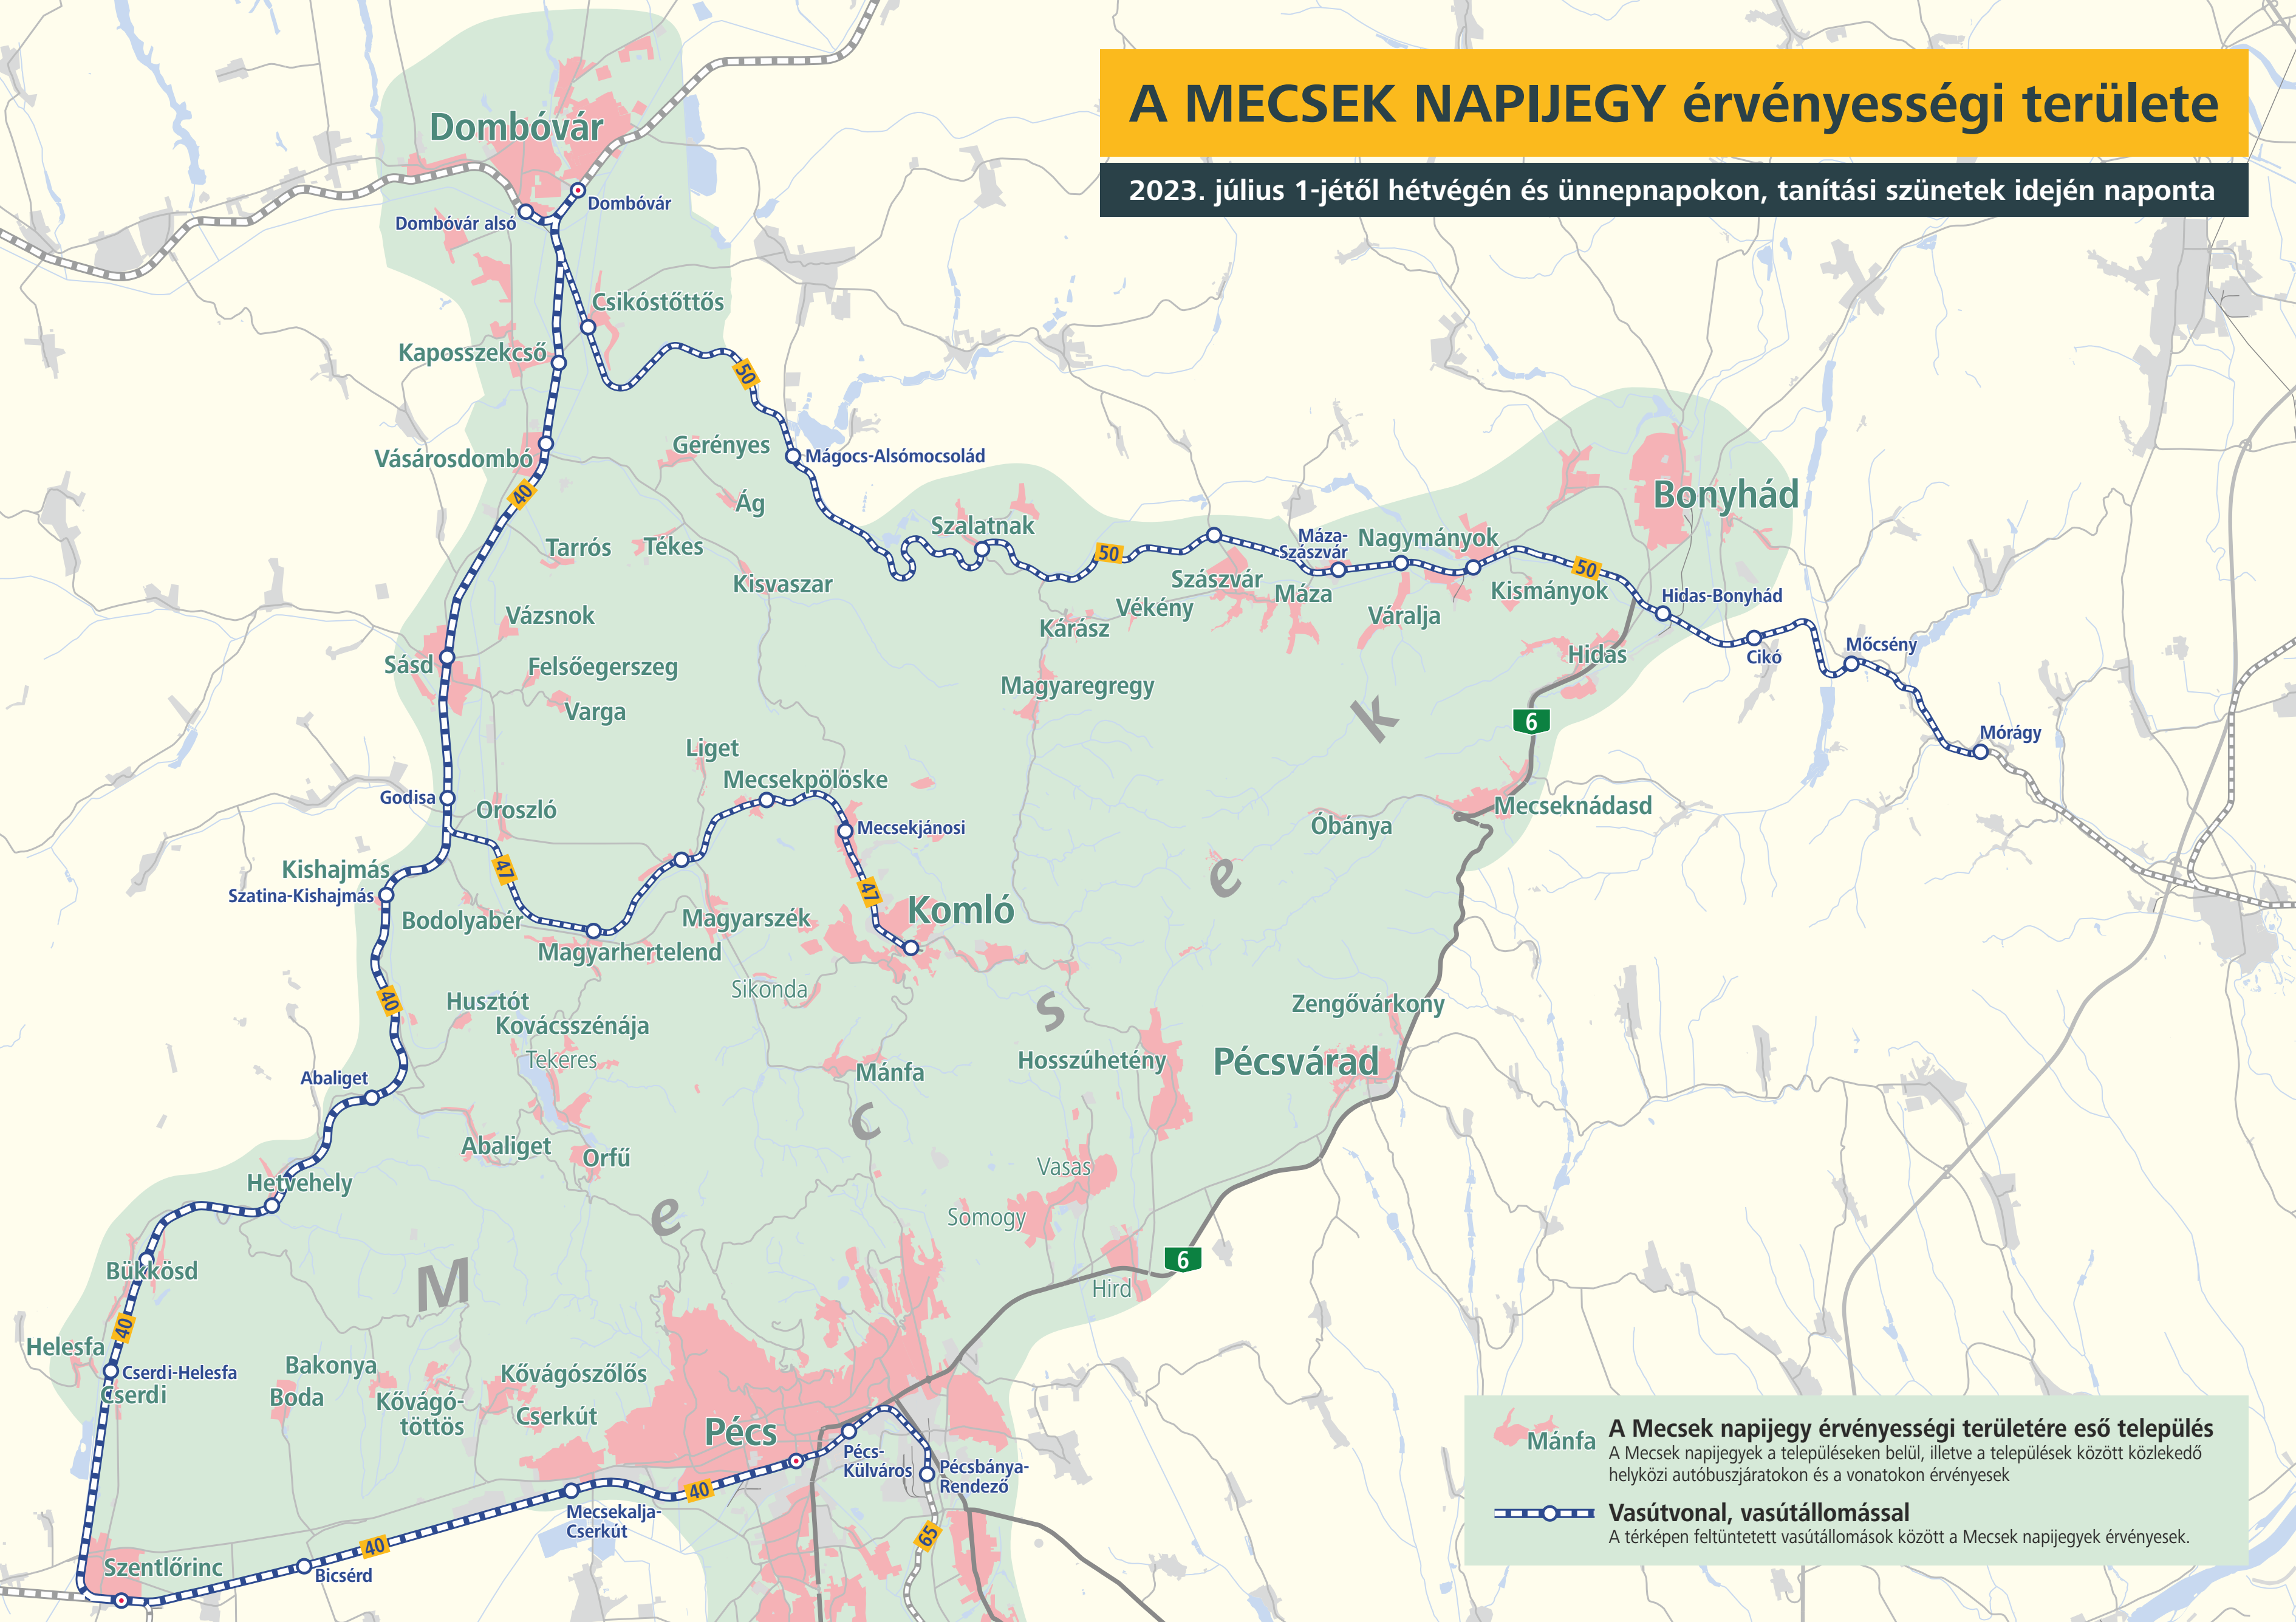 A MECSEK NAPIJEGY érvényességi területe
2023. július 1-jétől hétvégén és ünnepnapokon, tanítási szünetek idején naponta
Dombóvár
Dombóvár
Dombóvár alsó
Csikóstőttős
Kaposszekcső
50
Vásárosdombó
Gerényes
Mágocs-Alsómocsolád
40
Ág
Bonyhád
Szalatnak
Tarrós
Tékes
50
Máza-
Szászvár
Nagymányok
Kisvaszar
Szászvár
Máza
50
Kismányok
Hidas-Bonyhád
Vázsnok
Vékény
Váralja
Kárász
Sásd
Felsőegerszeg
Hidas
Cikó
Mőcsény
Magyaregregy
Varga
k
6
Mórágy
Liget
Mecsekpölöske
Godisa
Oroszló
Mecsekjánosi
Óbánya
Mecseknádasd
Kishajmás
47
Szatina-Kishajmás
47
e
Bodolyabér
Magyarszék
Komló
Magyarhertelend
Sikonda
40
Husztót
Kovácsszénája
s
Zengővárkony
Tekeres
Mánfa
Hosszúhetény
Pécsvárad
Abaliget
c
Abaliget
Orfű
Vasas
Hetvehely
e
Somogy
Bükkösd
M
6
Hird
40
Helesfa
Cserdi-Helesfa
Cserdi
Bakonya
Boda
Kővágó-
töttös
Kővágószőlős
Cserkút
Pécs
Pécs-
Külváros
Pécsbánya-
Rendező
40
Mecsekalja-
Cserkút
65
40
Szentlőrinc
Bicsérd
Mánfa
A Mecsek napijegy érvényességi területére eső település
A Mecsek napijegyek a településeken belül, illetve a települések között közlekedő
helyközi autóbuszjáratokon és a vonatokon érvényesek
Vasútvonal, vasútállomással
A térképen feltüntetett vasútállomások között a Mecsek napijegyek érvényesek.